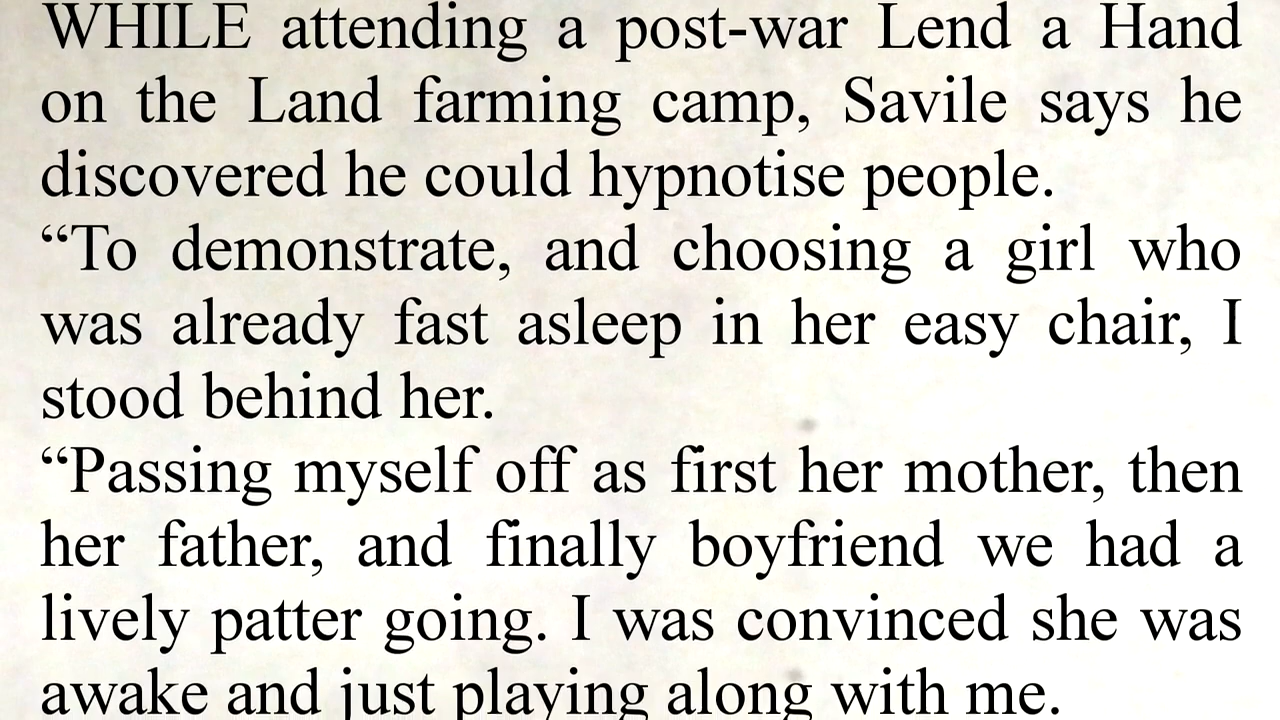 WHILE attending a post-war Lend a Hand
on the Land farming camp, Savile says he
discovered he could hypnotise people.
“To demonstrate, and choosing a girl who
was already fast asleep in her easy chair, I
stood behind her.
“Passing myself off as first her mother, then
her father, and finally boyfriend we had a
lively patter going. I was convinced she was
awake and just playing along with me.